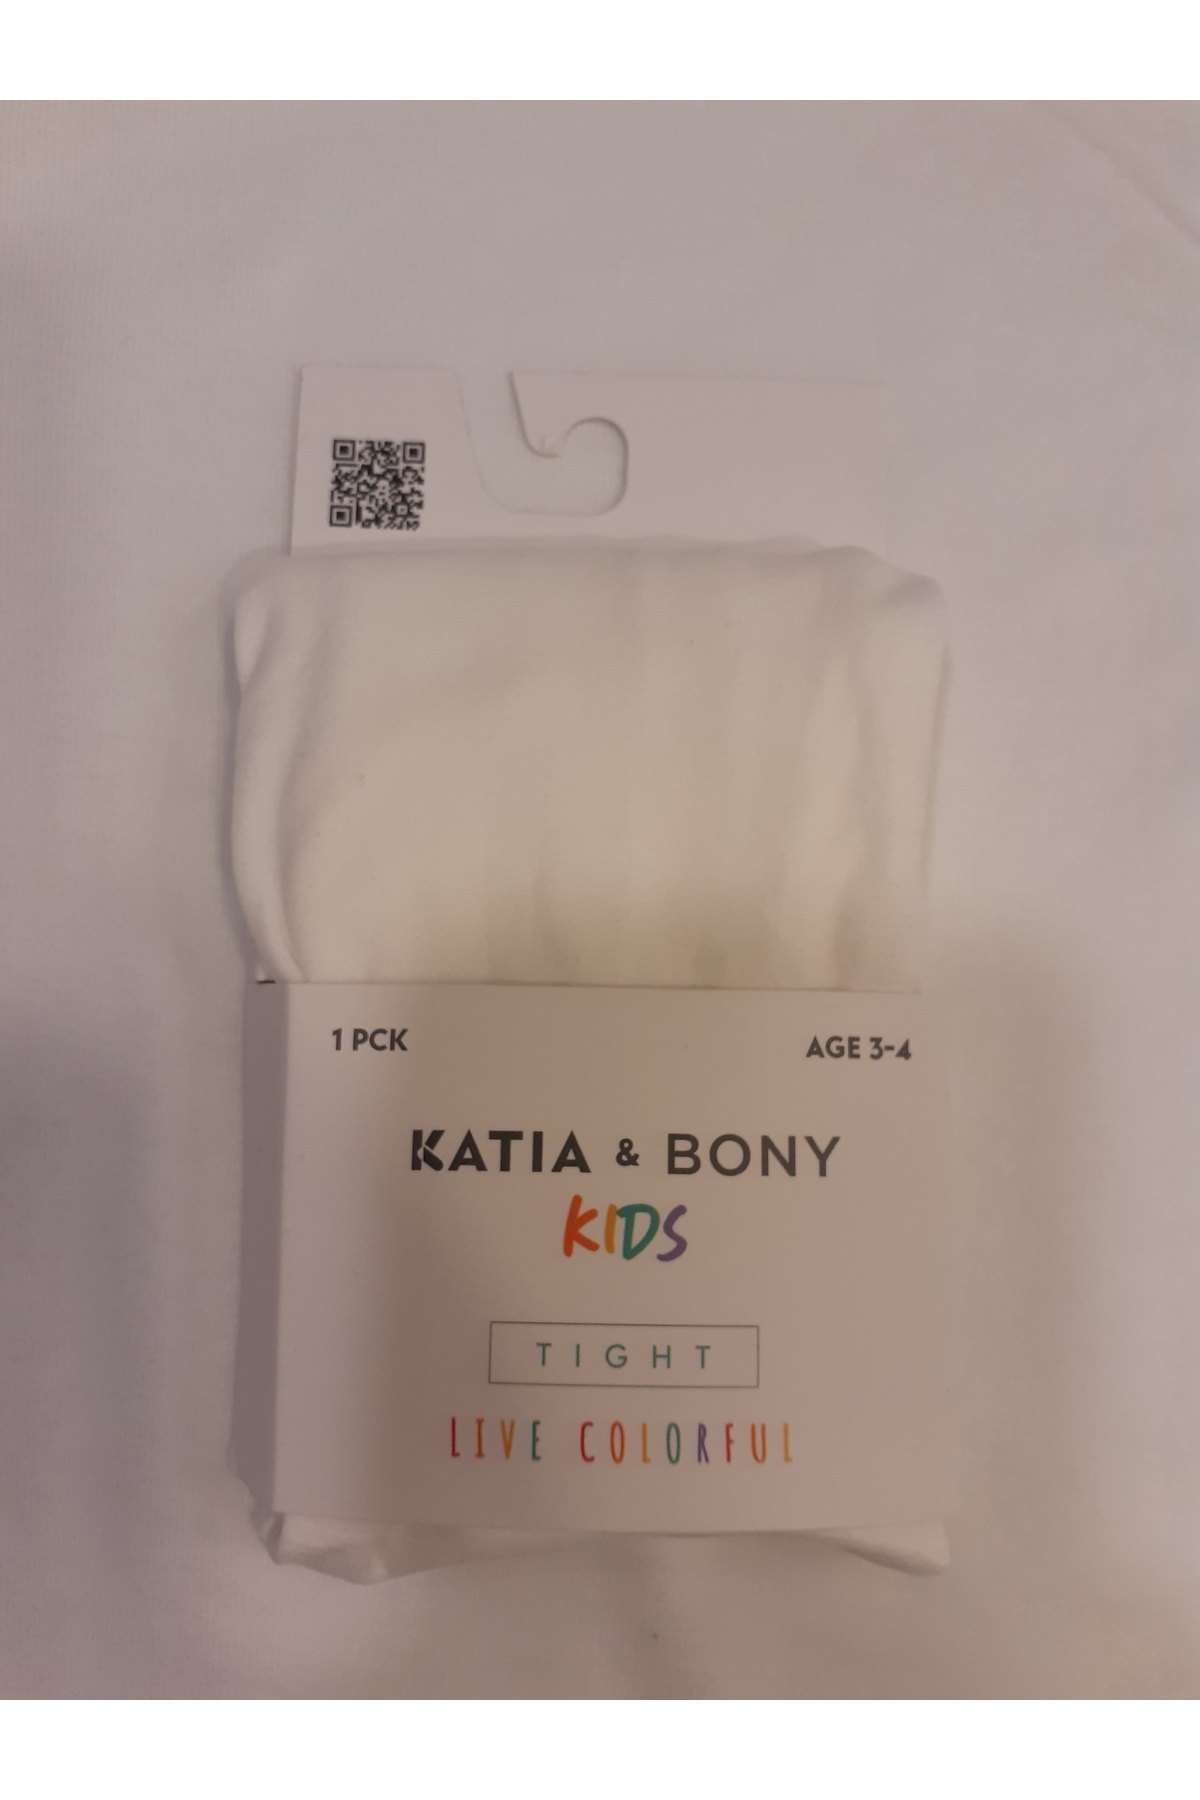 1 PCK
AGE 3-4
KATIA & BONY
KIDS
TIGHT
LIVE COLORFUL